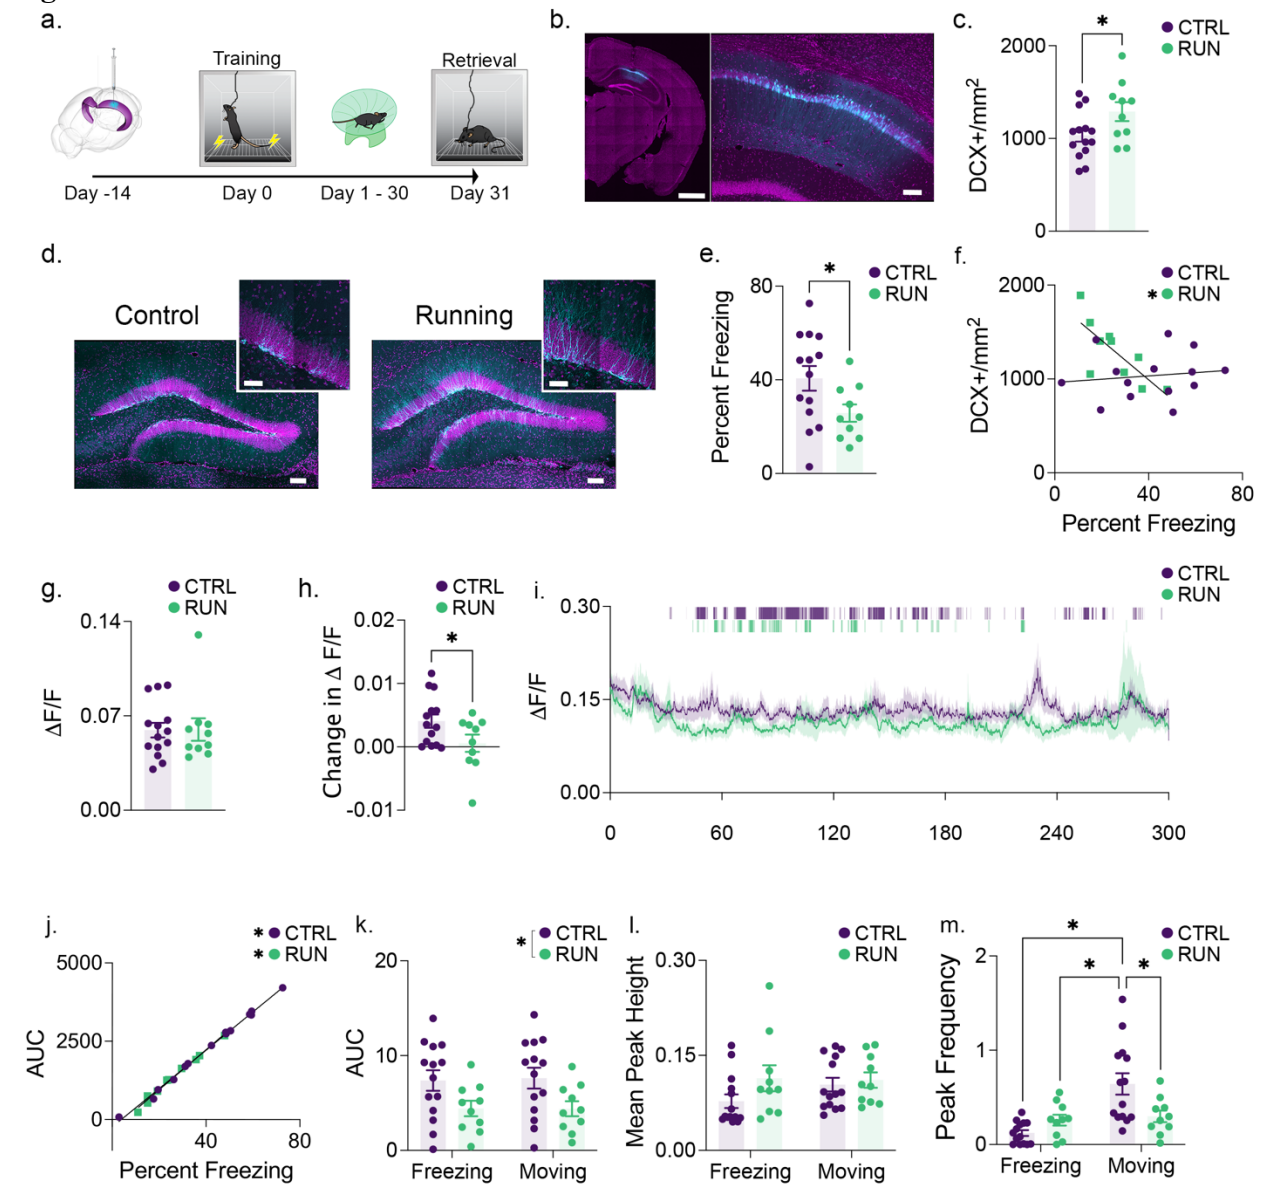 a.
Training
Retrieval
Day -14
Day 0
Day 1 - 30
Day 31
b.
c.
* CTRL
RUN
DCX+/mm2
2000
1000
0
d.
Control
Running
e.
* CTRL
RUN
Percent Freezing
80
40
0
f.
CTRL
* RUN
DCX+/mm2
2000
1000
0
0 40 80
Percent Freezing
g.
CTRL
RUN
ΔF/F
0.14
0.07
0.00
h.
CTRL
RUN
*
Change in Δ F/F
0.02
0.01
0.00
-0.01
i.
CTRL
RUN
ΔF/F
0.30
0.15
0.00
0 60 120 180 240 300
j.
* CTRL
* RUN
AUC
5000
2500
0
40 80
Percent Freezing
k.
* CTRL
RUN
AUC
20
10
0
Freezing Moving
l.
CTRL
RUN
Mean Peak Height
0.30
0.15
0.00
Freezing Moving
m.
CTRL
RUN
*
* *
Peak Frequency
2
1
0
Freezing Moving